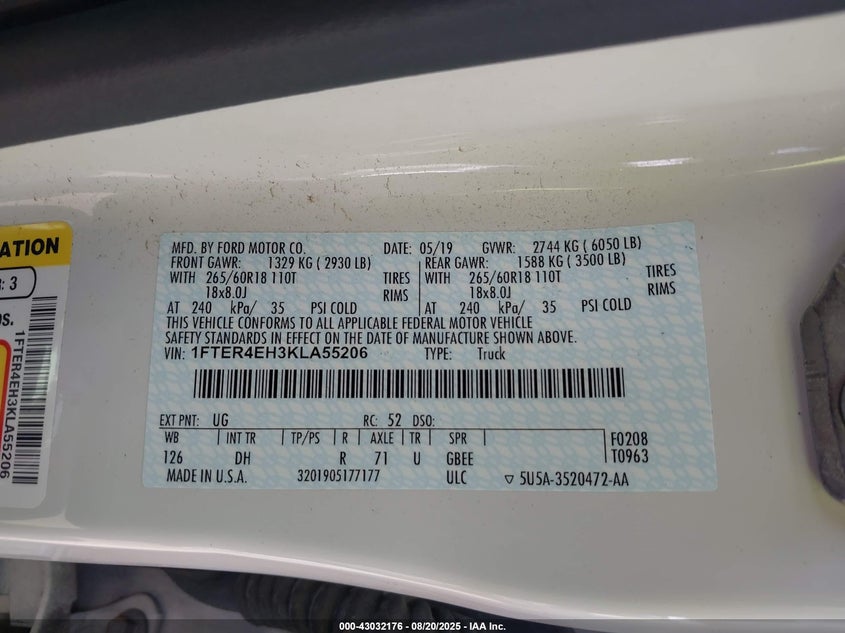 MFD. BY FORD MOTOR CO. DATE: 05/19 GVWR: 2744 KG ( 6050 LB)
FRONT GAWR: 1329 KG ( 2930 LB) REAR GAWR: 1588 KG ( 3500 LB)
WITH 265/60R18 110T TIRES WITH 265/60R18 110T TIRES
18x8.0J RIMS 18x8.0J RIMS
AT 240 kPa/ 35 PSI COLD AT 240 kPa/ 35 PSI COLD
THIS VEHICLE CONFORMS TO ALL APPLICABLE FEDERAL MOTOR VEHICLE
SAFETY STANDARDS IN EFFECT ON THE DATE OF MANUFACTURE SHOWN ABOVE.
VIN: 1FTER4EH3KLA55206 TYPE: Truck
EXT PNT: UG RC: 52 DSO:
WB INT TR TP/PS R AXLE TR SPR F0208
126 DH R 71 U GBEE T0963
MADE IN U.S.A. 3201905177177 ULC ▽ 5U5A-3520472-AA
: 3
1FTER4EH3KLA55206
000-43032176 - 08/20/2025 - IAA Inc.